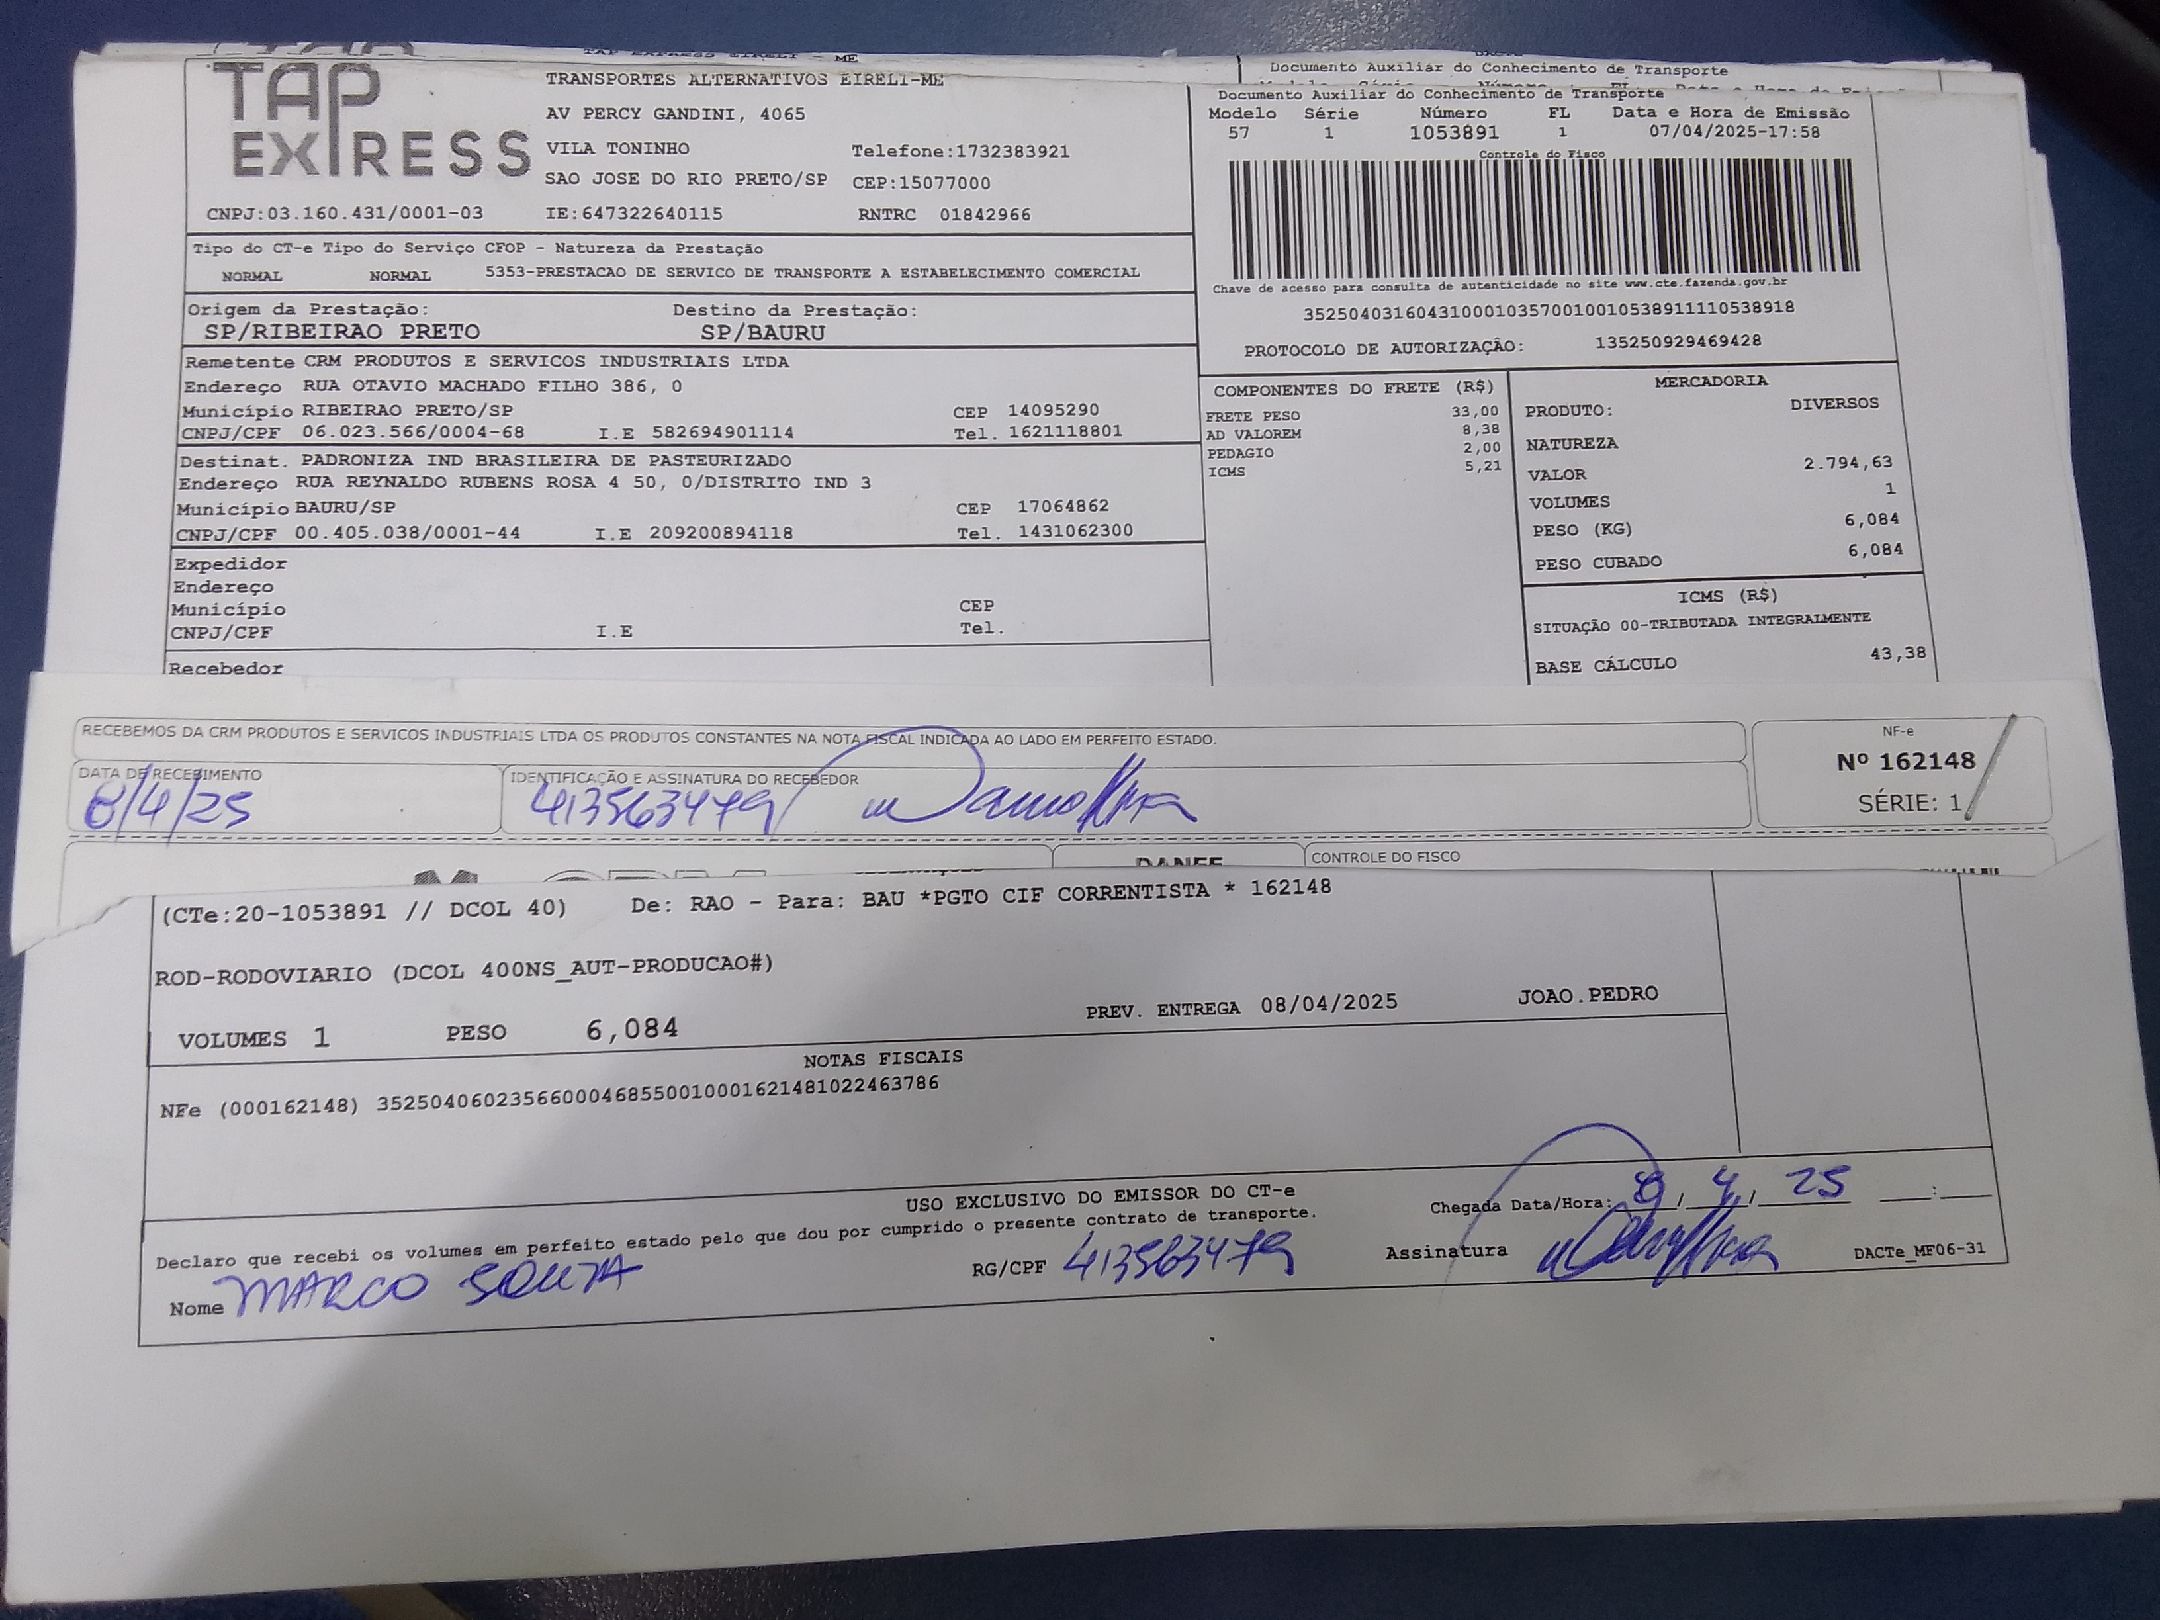 TAP EXPRESS
TRANSPORTES ALTERNATIVOS EIRELI-ME
AV PERCY GANDINI, 4065
VILA TONINHO Telefone:1732383921
SAO JOSE DO RIO PRETO/SP CEP:15077000
CNPJ:03.160.431/0001-03 IE:647322640115 RNTRC 01842966
Documento Auxiliar do Conhecimento de Transporte
Documento Auxiliar do Conhecimento de Transporte
Modelo Série Número FL Data e Hora de Emissão
57 1 1053891 1 07/04/2025-17:58
Controle do Fisco
Chave de acesso para consulta de autenticidade no site www.cte.fazenda.gov.br
35250403160431000103570010010538911110538918
PROTOCOLO DE AUTORIZAÇÃO: 135250929469428
Tipo do CT-e Tipo do Serviço CFOP - Natureza da Prestação
NORMAL NORMAL 5353-PRESTACAO DE SERVICO DE TRANSPORTE A ESTABELECIMENTO COMERCIAL
Origem da Prestação: Destino da Prestação:
SP/RIBEIRAO PRETO SP/BAURU
Remetente CRM PRODUTOS E SERVICOS INDUSTRIAIS LTDA
Endereço RUA OTAVIO MACHADO FILHO 386, 0
Município RIBEIRAO PRETO/SP CEP 14095290
CNPJ/CPF 06.023.566/0004-68 I.E 582694901114 Tel. 1621118801
Destinat. PADRONIZA IND BRASILEIRA DE PASTEURIZADO
Endereço RUA REYNALDO RUBENS ROSA 4 50, 0/DISTRITO IND 3
Município BAURU/SP CEP 17064862
CNPJ/CPF 00.405.038/0001-44 I.E 209200894118 Tel. 1431062300
Expedidor
Endereço
Município CEP
CNPJ/CPF I.E Tel.
Recebedor
COMPONENTES DO FRETE (R$)
FRETE PESO 33,00
AD VALOREM 8,38
PEDAGIO 2,00
ICMS 5,21
MERCADORIA
PRODUTO: DIVERSOS
NATUREZA
VALOR 2.794,63
VOLUMES 1
PESO (KG) 6,084
PESO CUBADO 6,084
ICMS (R$)
SITUAÇÃO 00-TRIBUTADA INTEGRALMENTE
BASE CÁLCULO 43,38
RECEBEMOS DA CRM PRODUTOS E SERVICOS INDUSTRIAIS LTDA OS PRODUTOS CONSTANTES NA NOTA FISCAL INDICADA AO LADO EM PERFEITO ESTADO.
DATA DE RECEBIMENTO IDENTIFICAÇÃO E ASSINATURA DO RECEBEDOR
8/4/25 413563479
NF-e
Nº 162148
SÉRIE: 1
DANFE CONTROLE DO FISCO
(CTe:20-1053891 // DCOL 40) De: RAO - Para: BAU *PGTO CIF CORRENTISTA * 162148
ROD-RODOVIARIO (DCOL 400NS_AUT-PRODUCAO#)
VOLUMES 1 PESO 6,084 PREV. ENTREGA 08/04/2025 JOAO.PEDRO
NOTAS FISCAIS
NFe (000162148) 35250406023566000468550010001621481022463786
USO EXCLUSIVO DO EMISSOR DO CT-e
Declaro que recebi os volumes em perfeito estado pelo que dou por cumprido o presente contrato de transporte.
Chegada Data/Hora: 8 / 4 / 25 :
Nome MARCO SOUZA RG/CPF 413563479 Assinatura DACTe_MF06-31